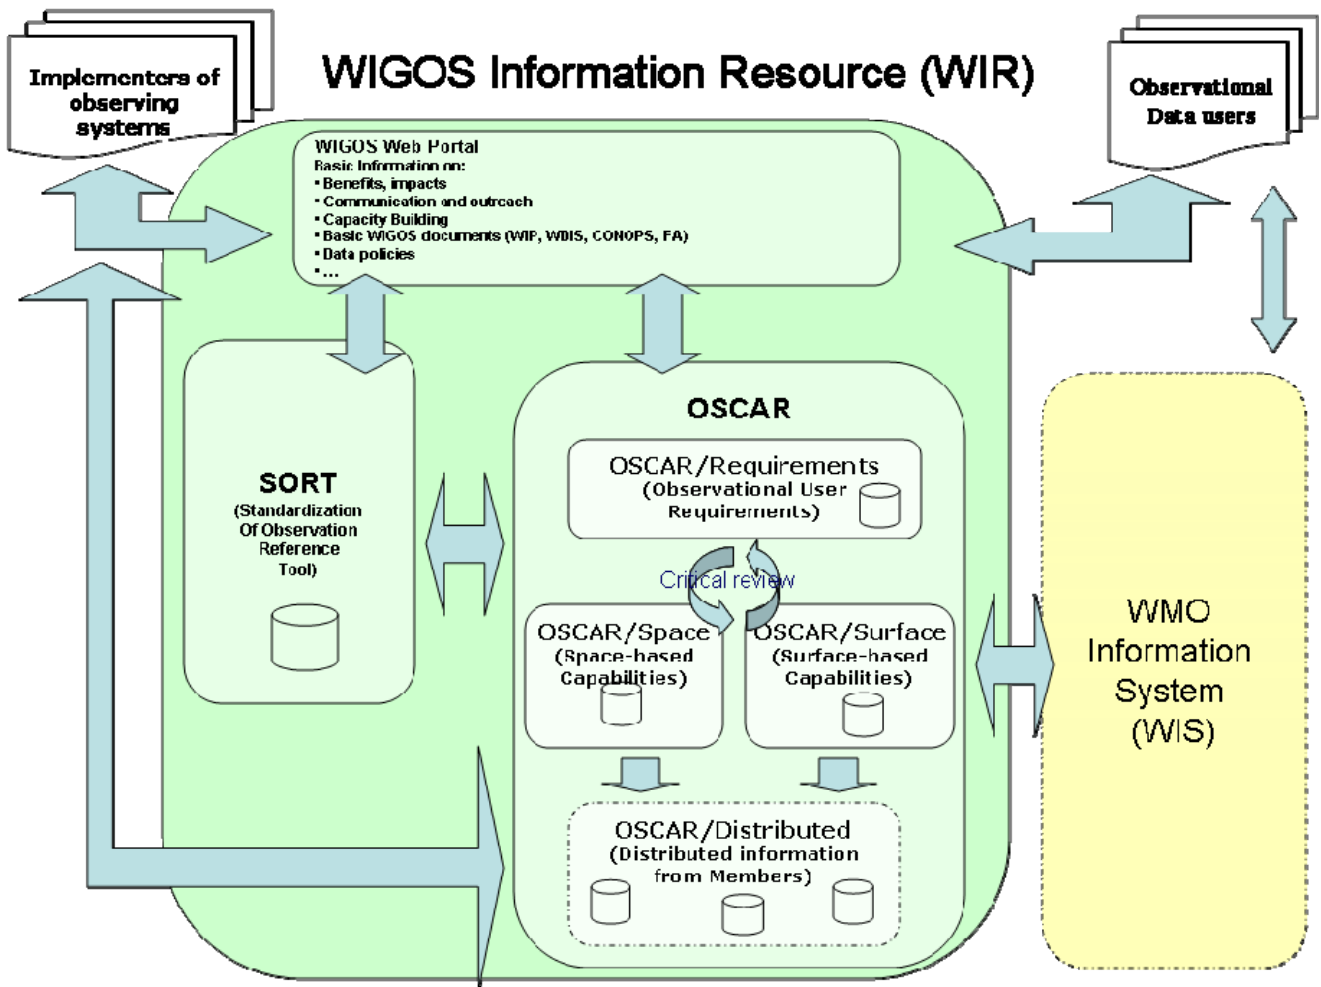 WIGOS Information Resource (WIR)
Implementers of
observing
systems
Observational
Data users
WIGOS Web Portal
Basic Information on:
• Benefits, impacts
• Communication and outreach
• Capacity Building
• Basic WIGOS documents (WIP, WDIS, CONOPS, FA)
• Data policies
• ...
SORT
(Standardization
Of Observation
Reference
Tool)
OSCAR
OSCAR/Requirements
(Observational User
Requirements)
Critical review
OSCAR/Space
(Space-based
Capabilities)
OSCAR/Surface
(Surface-based
Capabilities)
OSCAR/Distributed
(Distributed information
from Members)
WMO
Information
System
(WIS)